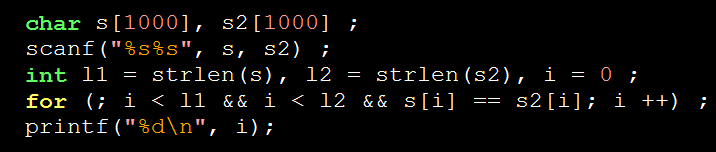 char s[1000], s2[1000] ;
scanf("%s%s", s, s2) ;
int l1 = strlen(s), l2 = strlen(s2), i = 0 ;
for (; i < l1 && i < l2 && s[i] == s2[i]; i ++) ;
printf("%d\n", i);